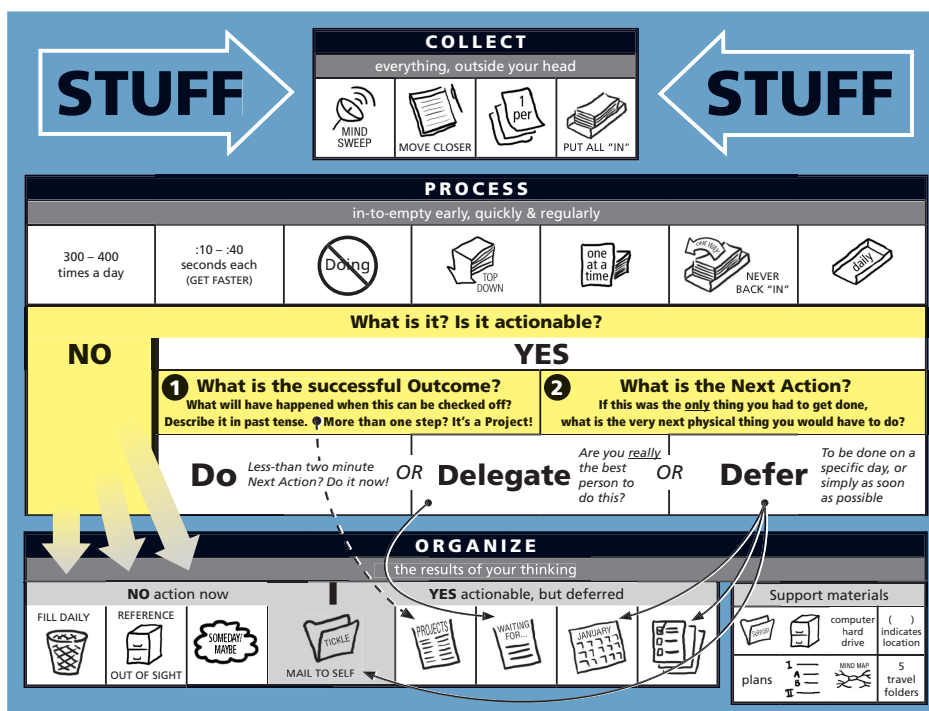 STUFF
COLLECT
everything, outside your head
MIND
SWEEP
MOVE CLOSER
1
per
PUT ALL “IN”
STUFF
PROCESS
in-to-empty early, quickly & regularly
300 – 400
times a day
:10 – :40
seconds each
(GET FASTER)
Doing
TOP
DOWN
one
at a
time
ONE WAY
NEVER
BACK “IN”
daily
What is it? Is it actionable?
NO
YES
1 What is the successful Outcome?
What will have happened when this can be checked off?
Describe it in past tense. More than one step? It’s a Project!
2 What is the Next Action?
If this was the only thing you had to get done,
what is the very next physical thing you would have to do?
Do
Less-than two minute
Next Action? Do it now!
OR
Delegate
Are you really
the best
person to
do this?
OR
Defer
To be done on a
specific day, or
simply as soon
as possible
ORGANIZE
the results of your thinking
NO action now
FILL DAILY
REFERENCE
OUT OF SIGHT
SOMEDAY/
MAYBE
TICKLE
MAIL TO SELF
YES actionable, but deferred
PROJECTS
WAITING
FOR...
JANUARY
Support materials
SUPPORT
computer
hard
drive
( )
indicates
location
plans
I.
A
B
II
MIND MAP
5
travel
folders